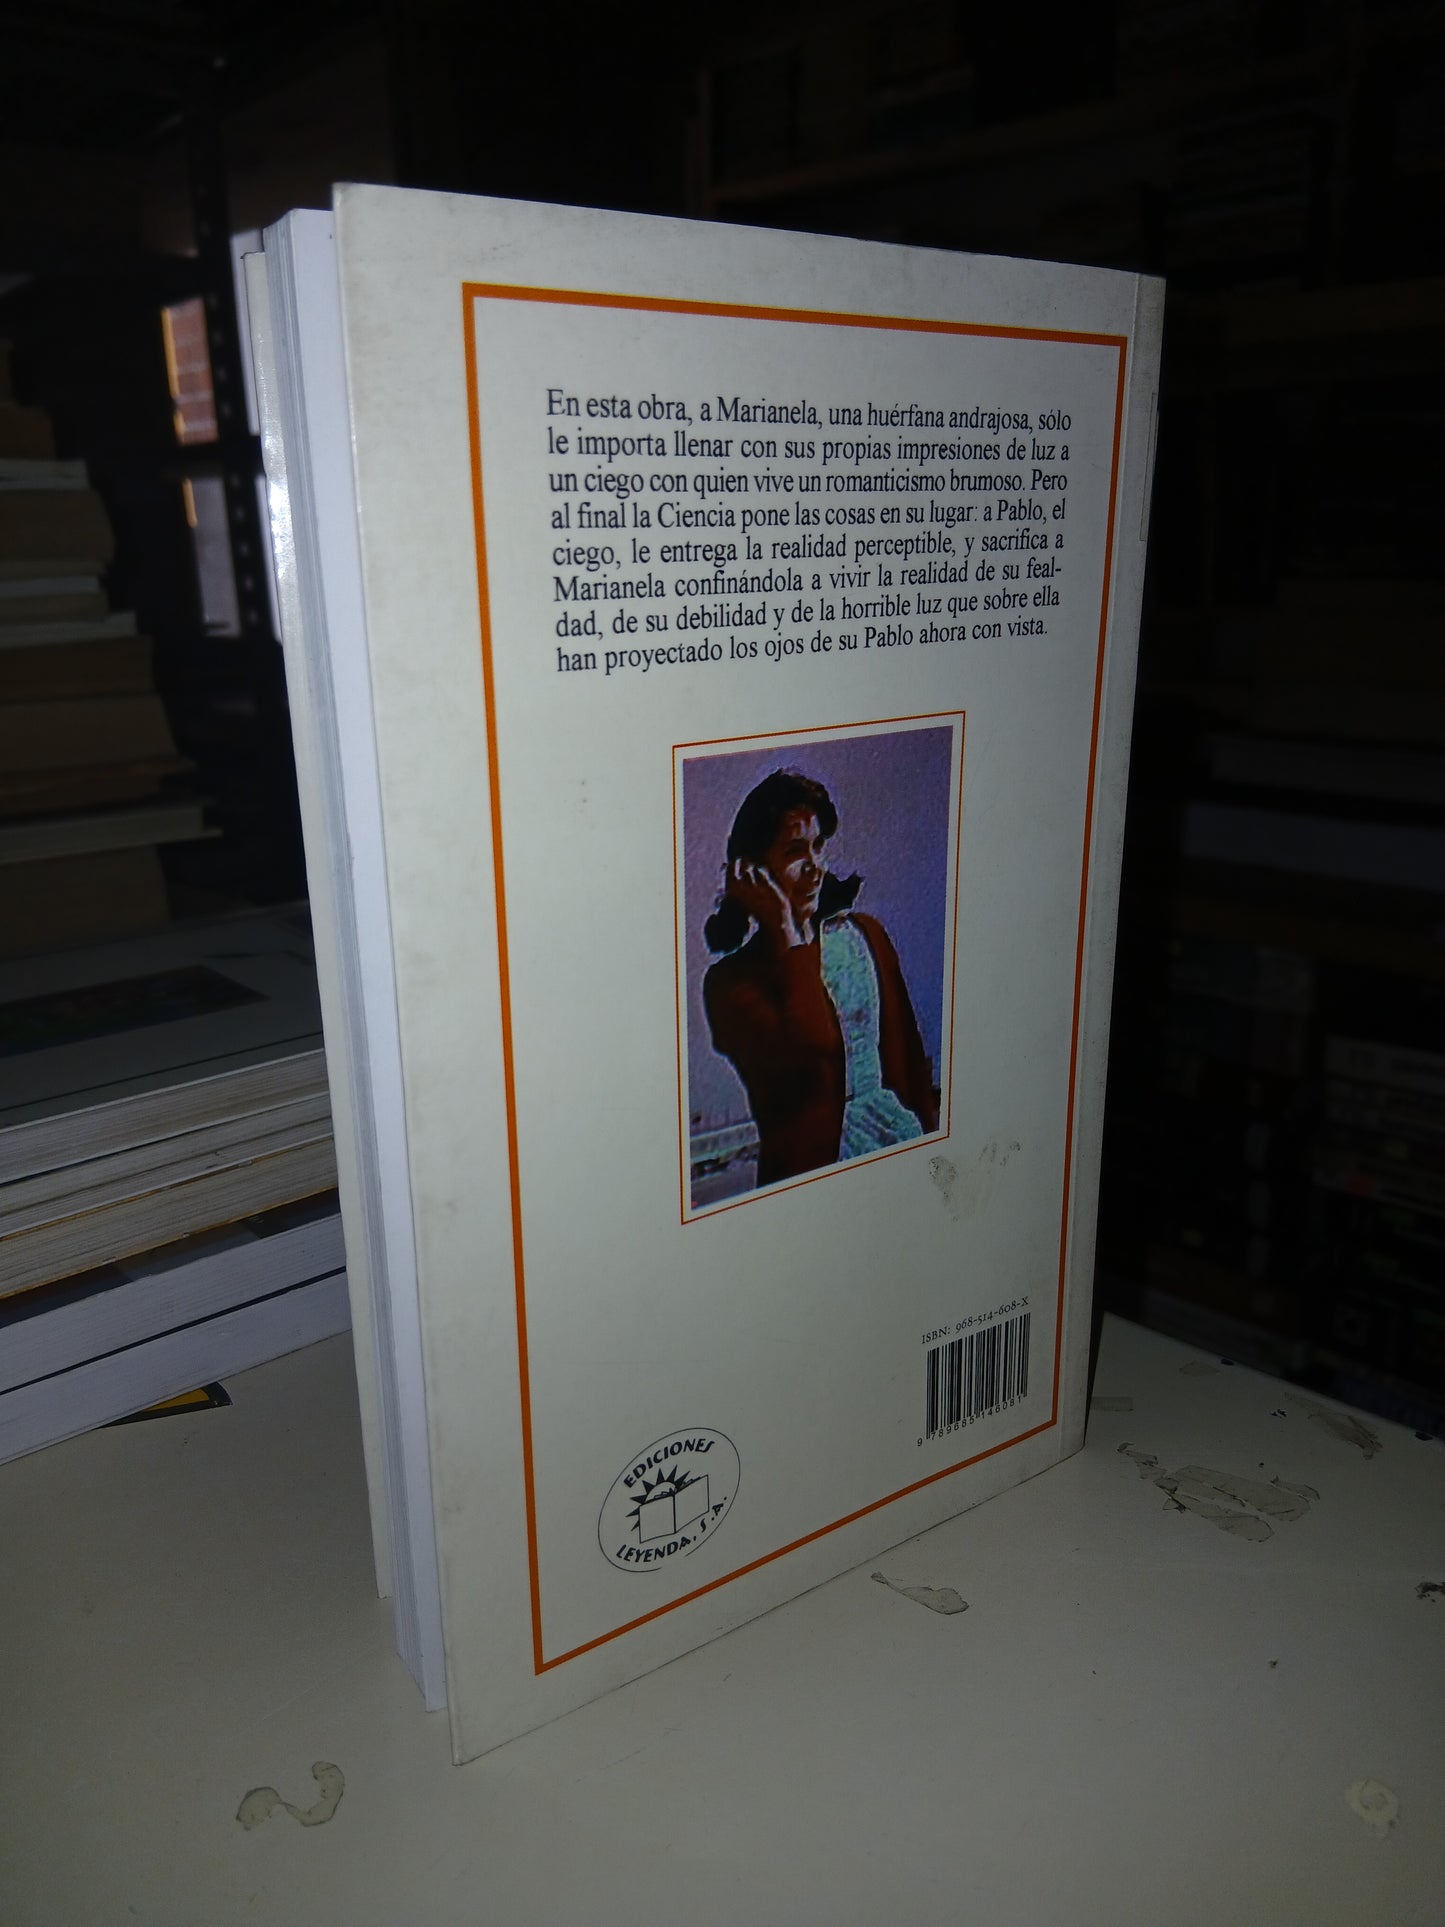 En esta obra, a Marianela, una huérfana andrajosa, sólo
le importa llenar con sus propias impresiones de luz a
un ciego con quien vive un romanticismo brumoso. Pero
al final la Ciencia pone las cosas en su lugar: a Pablo, el
ciego, le entrega la realidad perceptible, y sacrifica a
Marianela confinándola a vivir la realidad de su feal-
dad, de su debilidad y de la horrible luz que sobre ella
han proyectado los ojos de su Pablo ahora con vista.
ISBN: 968-514-608-X
9 789685 146081
EDICIONES
LEYENDA, S.A.